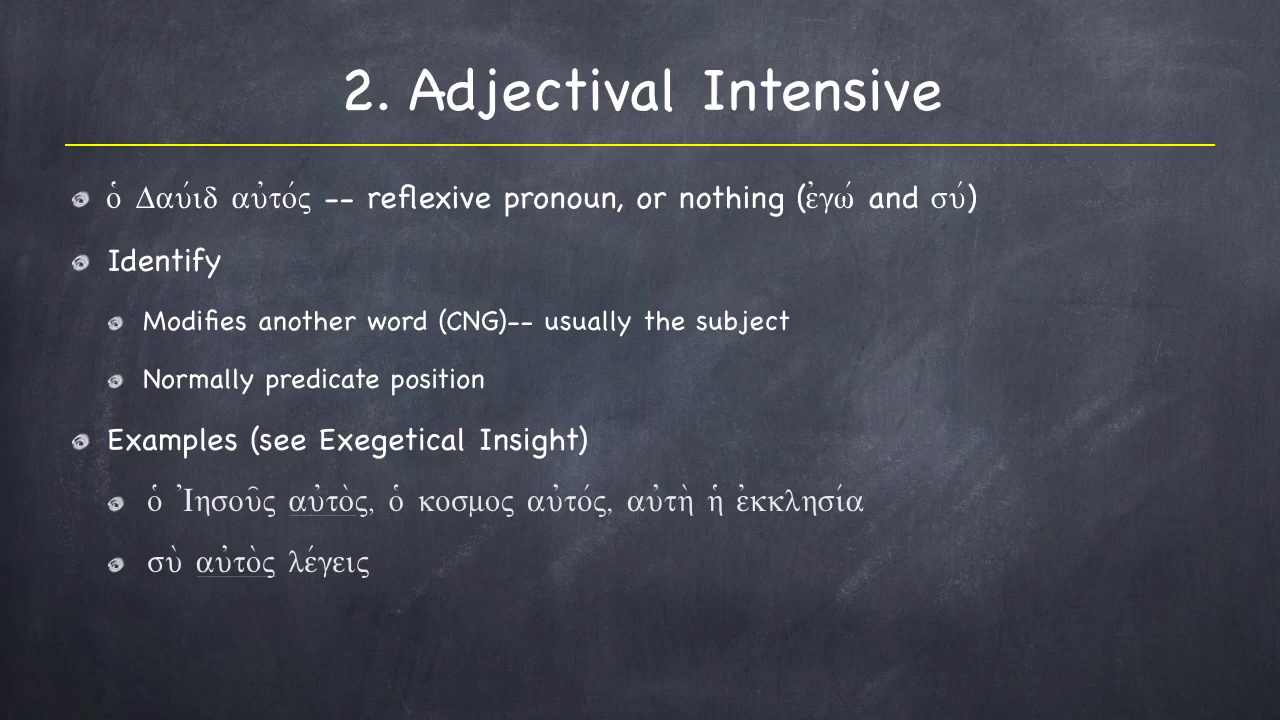 2. Adjectival Intensive
ὁ Δαυίδ αὐτός -- reflexive pronoun, or nothing (ἐγώ and σύ)
Identify
Modifies another word (CNG)-- usually the subject
Normally predicate position
Examples (see Exegetical Insight)
ὁ Ἰησοῦς αὐτὸς, ὁ κοσμος αὐτός, αὐτὴ ἡ ἐκκλησία
σὺ αὐτὸς λέγεις